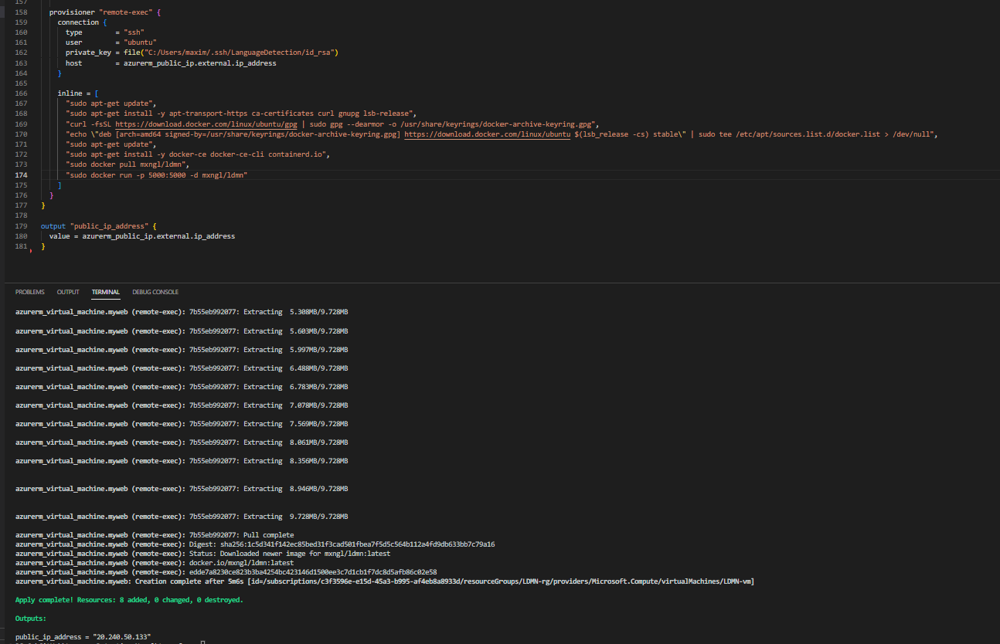 157
158 provisioner "remote-exec" {
159 connection {
160 type = "ssh"
161 user = "ubuntu"
162 private_key = file("C:/Users/maxim/.ssh/LanguageDetection/id_rsa")
163 host = azurerm_public_ip.external.ip_address
164 }
165
166 inline = [
167 "sudo apt-get update",
168 "sudo apt-get install -y apt-transport-https ca-certificates curl gnupg lsb-release",
169 "curl -fsSL https://download.docker.com/linux/ubuntu/gpg | sudo gpg --dearmor -o /usr/share/keyrings/docker-archive-keyring.gpg",
170 "echo \"deb [arch=amd64 signed-by=/usr/share/keyrings/docker-archive-keyring.gpg] https://download.docker.com/linux/ubuntu $(lsb_release -cs) stable\" | sudo tee /etc/apt/sources.list.d/docker.list > /dev/null",
171 "sudo apt-get update",
172 "sudo apt-get install -y docker-ce docker-ce-cli containerd.io",
173 "sudo docker pull mxngl/ldmn",
174 "sudo docker run -p 5000:5000 -d mxngl/ldmn"
175 ]
176 }
177 }
178
179 output "public_ip_address" {
180 value = azurerm_public_ip.external.ip_address
181 }
PROBLEMS OUTPUT TERMINAL DEBUG CONSOLE
azurerm_virtual_machine.myweb (remote-exec): 7b55eb992077: Extracting 5.308MB/9.728MB
azurerm_virtual_machine.myweb (remote-exec): 7b55eb992077: Extracting 5.603MB/9.728MB
azurerm_virtual_machine.myweb (remote-exec): 7b55eb992077: Extracting 5.997MB/9.728MB
azurerm_virtual_machine.myweb (remote-exec): 7b55eb992077: Extracting 6.488MB/9.728MB
azurerm_virtual_machine.myweb (remote-exec): 7b55eb992077: Extracting 6.783MB/9.728MB
azurerm_virtual_machine.myweb (remote-exec): 7b55eb992077: Extracting 7.078MB/9.728MB
azurerm_virtual_machine.myweb (remote-exec): 7b55eb992077: Extracting 7.569MB/9.728MB
azurerm_virtual_machine.myweb (remote-exec): 7b55eb992077: Extracting 8.061MB/9.728MB
azurerm_virtual_machine.myweb (remote-exec): 7b55eb992077: Extracting 8.356MB/9.728MB
azurerm_virtual_machine.myweb (remote-exec): 7b55eb992077: Extracting 8.946MB/9.728MB
azurerm_virtual_machine.myweb (remote-exec): 7b55eb992077: Extracting 9.728MB/9.728MB
azurerm_virtual_machine.myweb (remote-exec): 7b55eb992077: Pull complete
azurerm_virtual_machine.myweb (remote-exec): Digest: sha256:1c5d341f142ec85bed31f3cad501fbea7f5d5c564b112a4fd9db633bb7c79a16
azurerm_virtual_machine.myweb (remote-exec): Status: Downloaded newer image for mxngl/ldmn:latest
azurerm_virtual_machine.myweb (remote-exec): docker.io/mxngl/ldmn:latest
azurerm_virtual_machine.myweb (remote-exec): edde7a8230ce823b3ba4254bc423146d1500ee3c7d1cb1f7dc8d5afb86c02e58
azurerm_virtual_machine.myweb: Creation complete after 5m6s [id=/subscriptions/c3f3596e-e15d-45a3-b995-af4eb8a8933d/resourceGroups/LDMN-rg/providers/Microsoft.Compute/virtualMachines/LDMN-vm]
Apply complete! Resources: 8 added, 0 changed, 0 destroyed.
Outputs:
public_ip_address = "20.240.50.133"